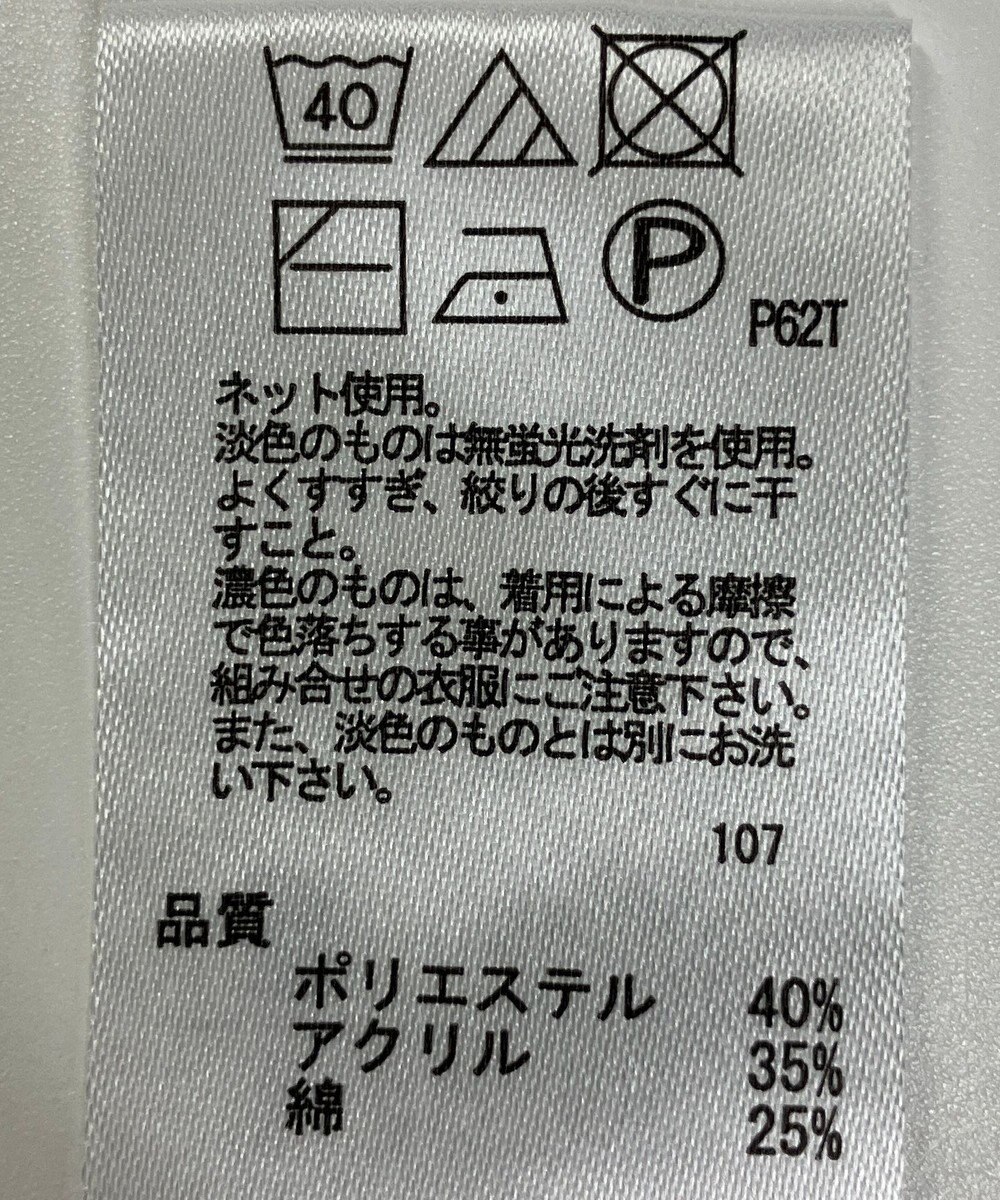 40
P
P62T
ネット使用。
淡色のものは無蛍光洗剤を使用。
よくすすぎ、絞りの後すぐに干
すこと。
濃色のものは、着用による摩擦
で色落ちする事がありますので、
組み合せの衣服にご注意下さい。
また、淡色のものとは別にお洗
い下さい。
107
品質
ポリエステル 40%
アクリル 35%
綿 25%